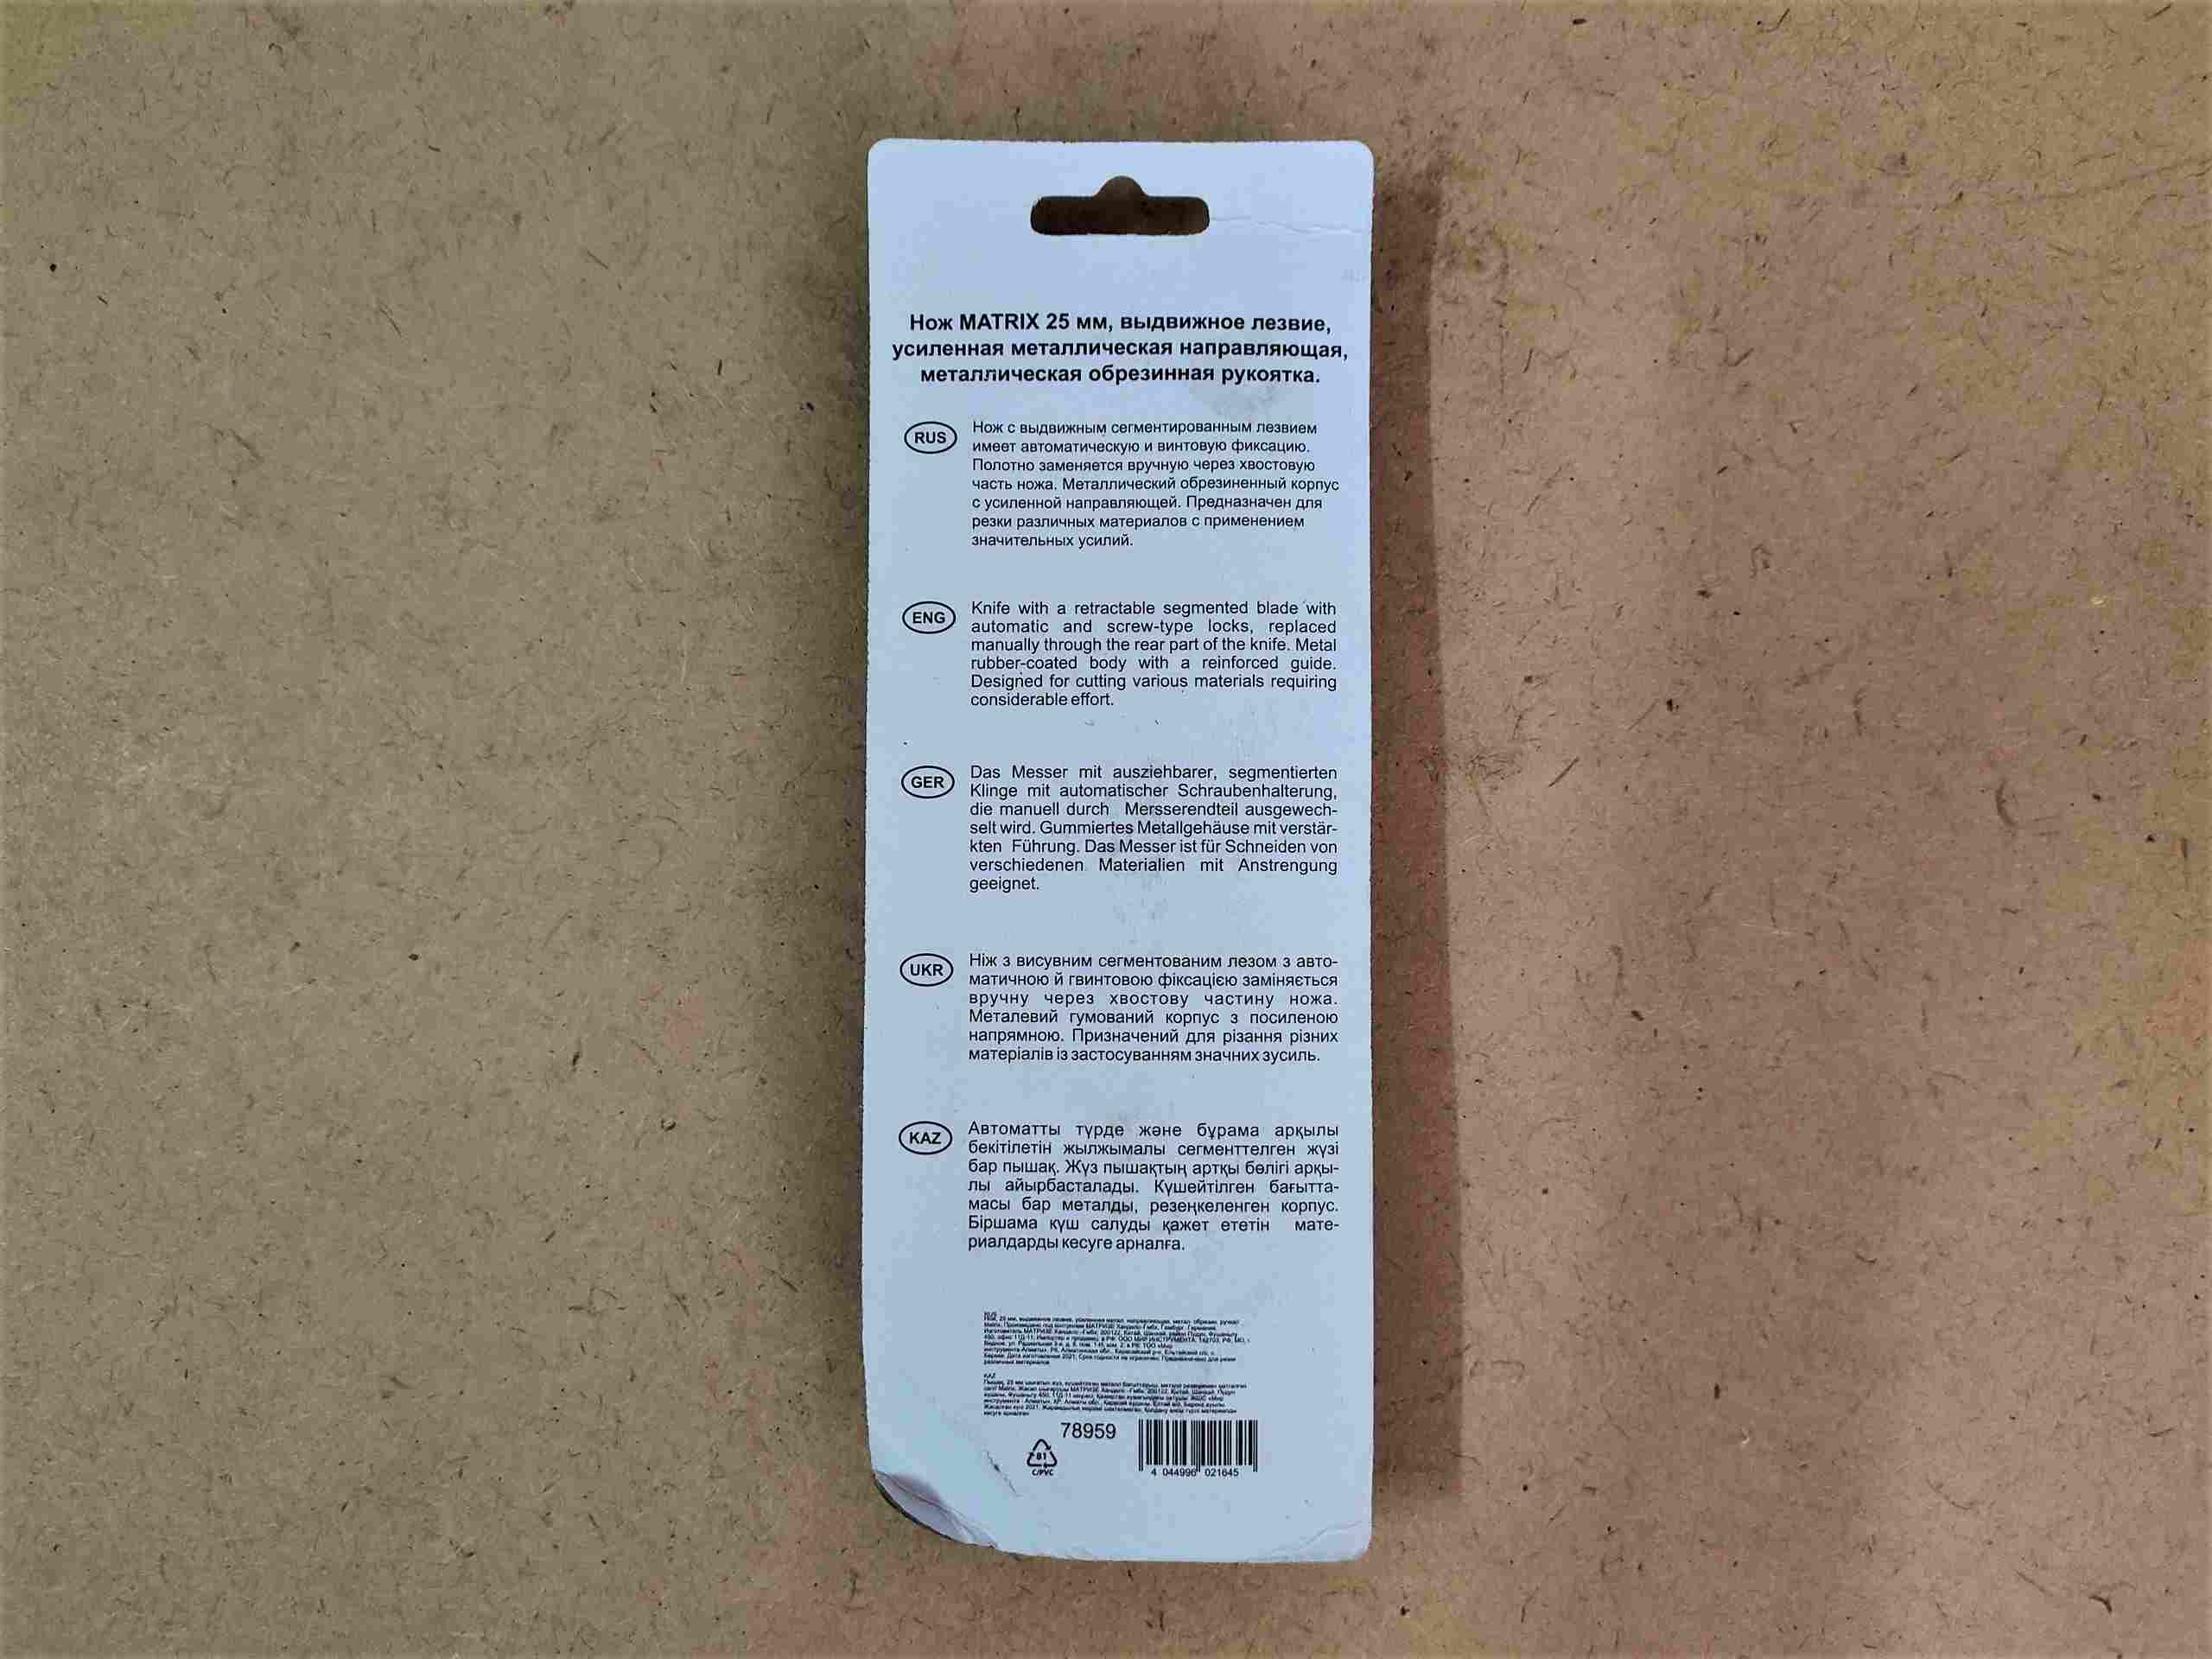 Нож MATRIX 25 мм, выдвижное лезвие,
усиленная металлическая направляющая,
металлическая обрезинная рукоятка.
RUS
Нож с выдвижным сегментированным лезвием
имеет автоматическую и винтовую фиксацию.
Полотно заменяется вручную через хвостовую
часть ножа. Металлический обрезиненный корпус
с усиленной направляющей. Предназначен для
резки различных материалов с применением
значительных усилий.
ENG
Knife with a retractable segmented blade with
automatic and screw-type locks, replaced
manually through the rear part of the knife. Metal
rubber-coated body with a reinforced guide.
Designed for cutting various materials requiring
considerable effort.
GER
Das Messer mit ausziehbarer, segmentierten
Klinge mit automatischer Schraubenhalterung,
die manuell durch Mersserendteil ausgewech-
selt wird. Gummiertes Metallgehäuse mit verstär-
kten Führung. Das Messer ist für Schneiden von
verschiedenen Materialien mit Anstrengung
geeignet.
UKR
Ніж з висувним сегментованим лезом з авто-
матичною й гвинтовою фіксацією заміняється
вручну через хвостову частину ножа.
Металевий гумований корпус з посиленою
напрямною. Призначений для різання різних
матеріалів із застосуванням значних зусиль.
KAZ
Автоматты түрде және бұрама арқылы
бекітілетін жылжымалы сегменттелген жүзі
бар пышақ. Жүз пышақтың артқы бөлігі арқы-
лы айырбасталады. Күшейтілген бағытта-
масы бар металды, резеңкеленген корпус.
Біршама күш салуды қажет ететін мате-
риалдарды кесуге арналға.
RUS
KAZ
78959
81
C/PVC
4 044996 021645